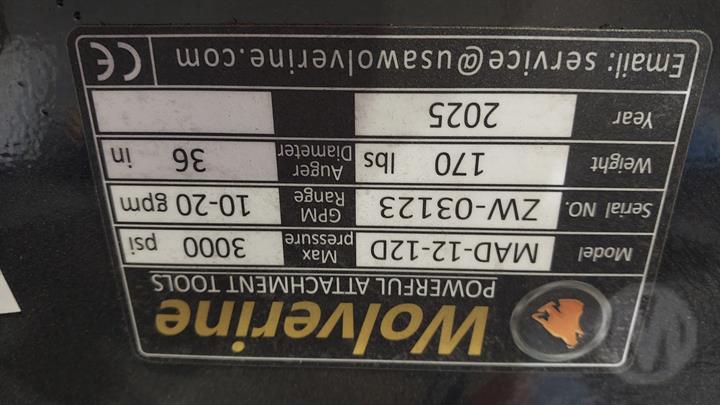 Wolverine
POWERFUL ATTACHMENT TOOLS
Model MAD-12-12D Max pressure 3000 psi
Serial NO. ZW-03123 GPM Range 10-20 gpm
Weight 170 lbs Auger Diameter 36 in
Year 2025
Email: service@usawolverine.com CE